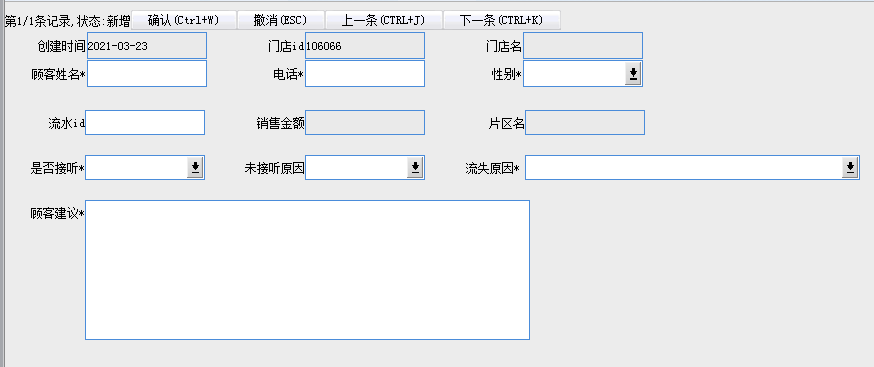 第1/1条记录,状态:新增 确认(Ctrl+W) 撤消(ESC) 上一条(CTRL+J) 下一条(CTRL+K)
创建时间 2021-03-23 门店id 106066 门店名
顾客姓名* 电话* 性别*
流水id 销售金额 片区名
是否接听* 未接听原因 流失原因*
顾客建议*